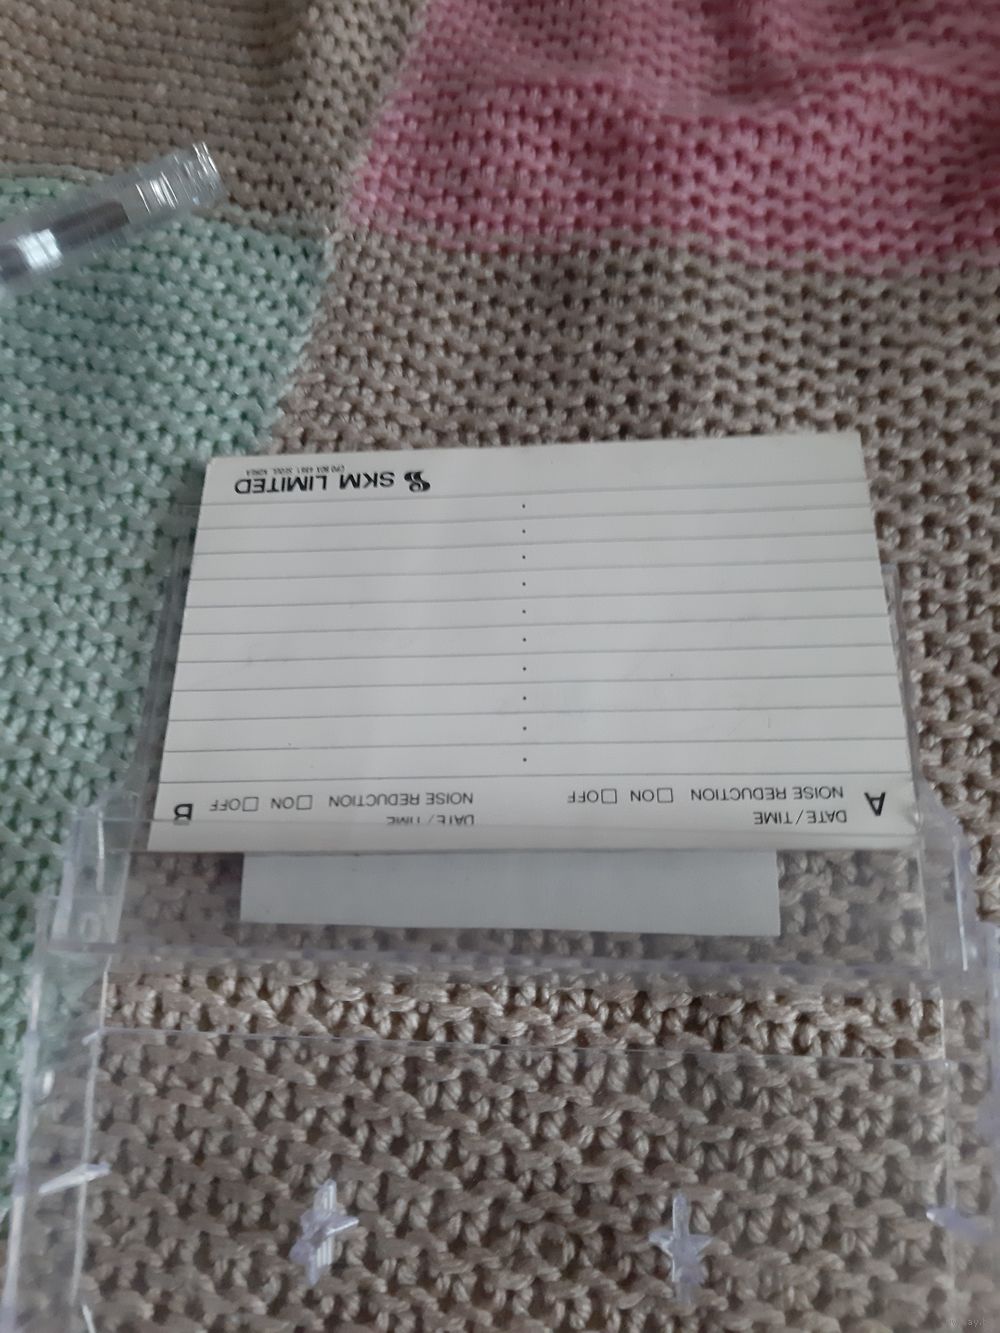 A
DATE/TIME
NOISE REDUCTION □ON □OFF
B
DATE/TIME
NOISE REDUCTION □ON □OFF
SKM LIMITED